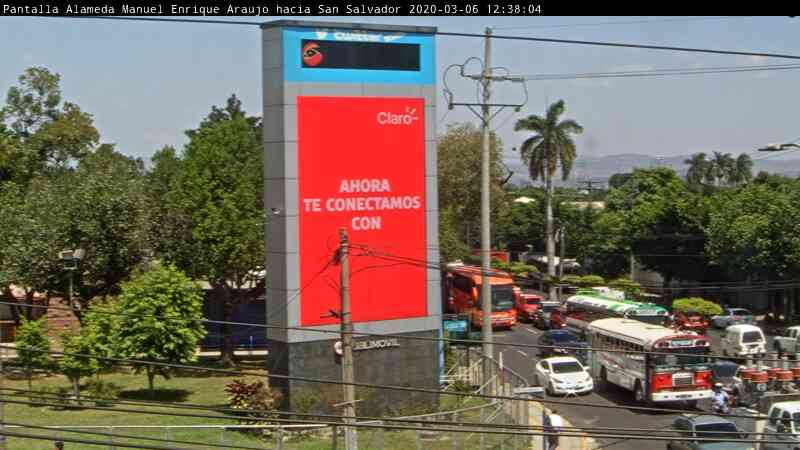 Pantalla Alameda Manuel Enrique Araujo hacia San Salvador 2020-03-06 12:38:04
Claro
AHORA
TE CONECTAMOS
CON